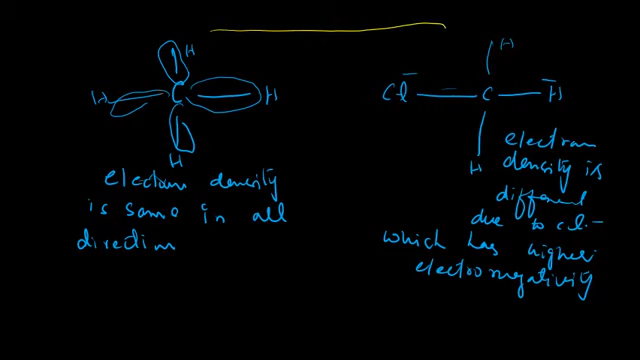 H
H C H
H
electron density
is same in all
direction
H
Cl C H
H
electron
density is
different
due to cl.
which has higher
electronegativity